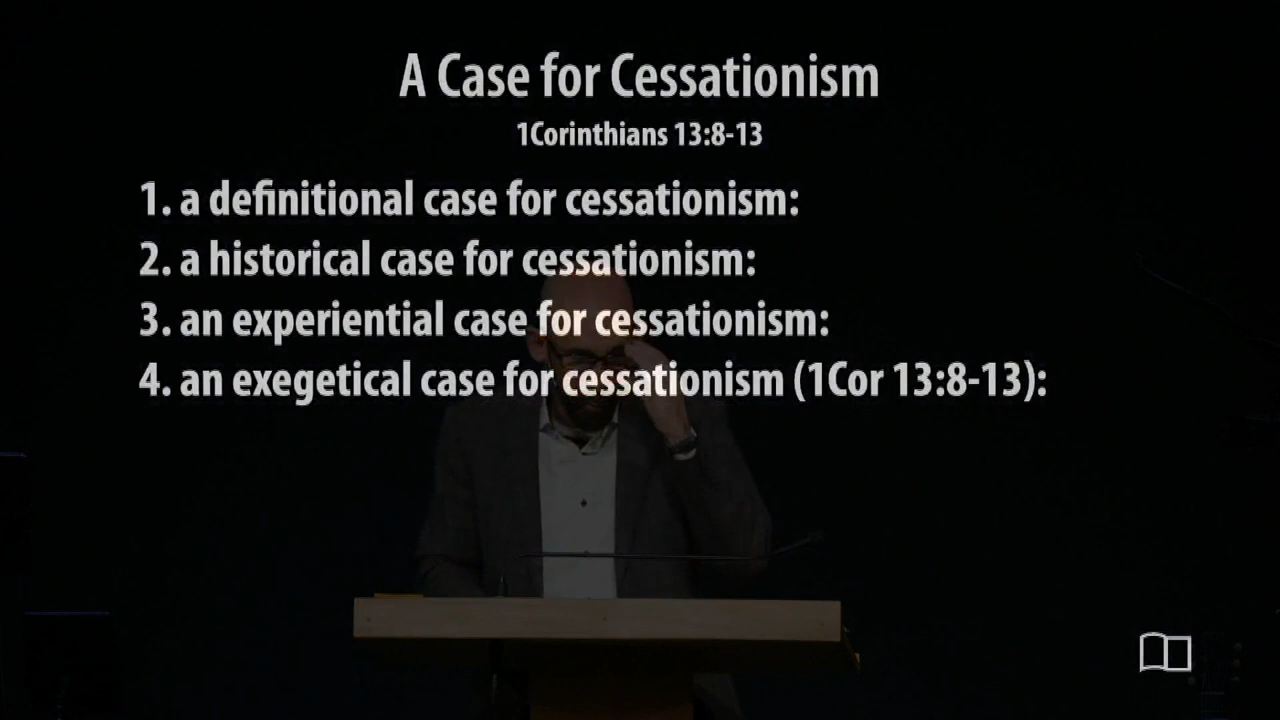 A Case for Cessationism
1Corinthians 13:8-13
1. a definitional case for cessationism:
2. a historical case for cessationism:
3. an experiential case for cessationism:
4. an exegetical case for cessationism (1Cor 13:8-13):